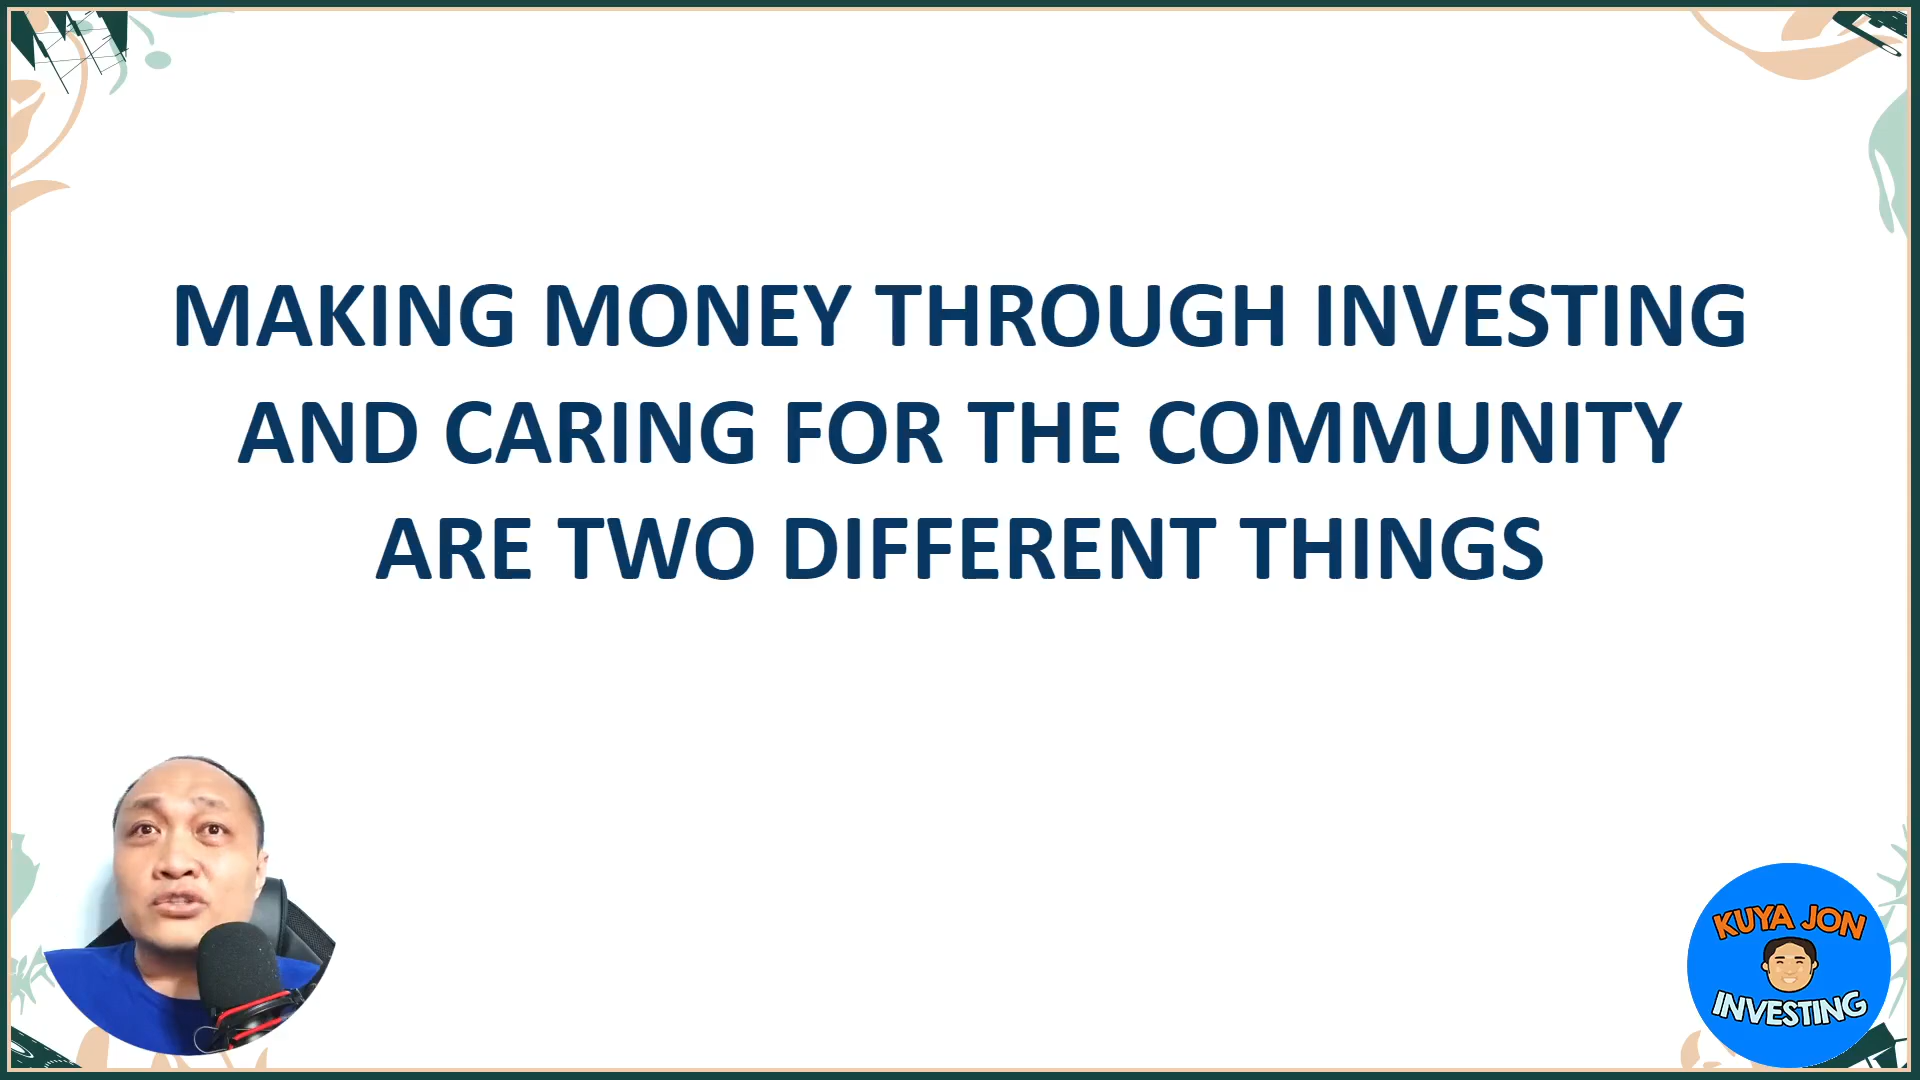 MAKING MONEY THROUGH INVESTING
AND CARING FOR THE COMMUNITY
ARE TWO DIFFERENT THINGS
KUYA JON
INVESTING